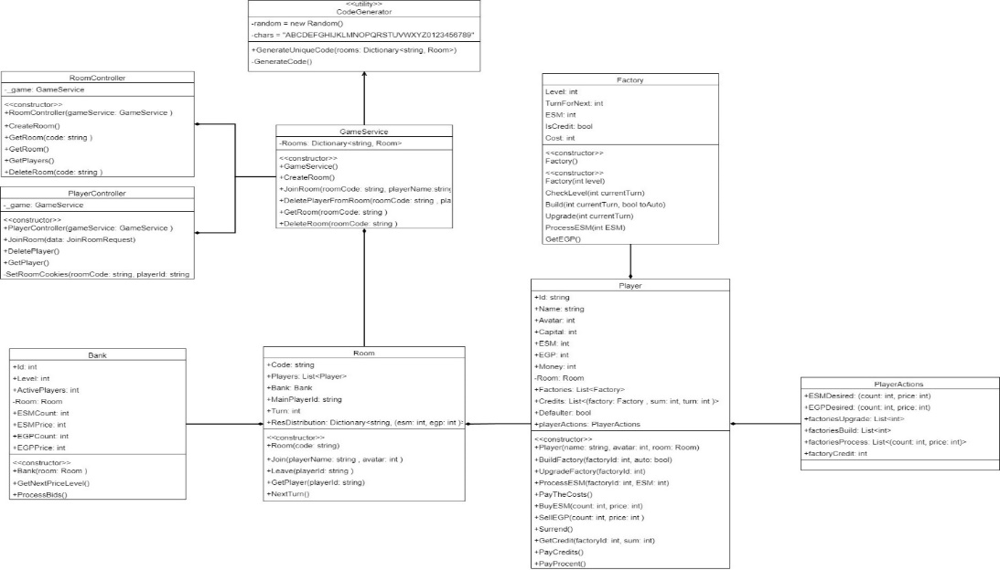 <<utility>>
CodeGenerator
-random = new Random()
-chars = "ABCDEFGHIJKLMNOPQRSTUVWXYZ0123456789"
+GenerateUniqueCode(rooms: Dictionary<string, Room>)
-GenerateCode()
RoomController
-_game: GameService
<<constructor>>
+RoomController(gameService: GameService )
+CreateRoom()
+GetRoom(code: string )
+GetRoom()
+GetPlayers()
+DeleteRoom(code: string )
PlayerController
-_game: GameService
<<constructor>>
+PlayerController(gameService: GameService )
+JoinRoom(data: JoinRoomRequest)
+DeletePlayer()
+GetPlayer()
-SetRoomCookies(roomCode: string, playerId: string
GameService
-Rooms: Dictionary<string, Room>
<<constructor>>
+GameService()
+CreateRoom()
+JoinRoom(roomCode: string, playerName:string
+DeletePlayerFromRoom(roomCode: string , pla
+GetRoom(roomCode: string )
+DeleteRoom(roomCode: string )
Factory
Level: int
TurnForNext: int
ESM: int
IsCredit: bool
Cost: int
<<constructor>>
Factory()
<<constructor>>
Factory(int level)
CheckLevel(int currentTurn)
Build(int currentTurn, bool toAuto)
Upgrade(int currentTurn)
ProcessESM(int ESM)
GetEGP()
Bank
+Id: int
+Level: int
+ActivePlayers: int
-Room: Room
+ESMCount: int
+ESMPrice: int
+EGPCount: int
+EGPPrice: int
<<constructor>>
+Bank(room: Room )
+GetNextPriceLevel()
+ProcessBids()
Room
+Code: string
+Players: List<Player>
+Bank: Bank
+MainPlayerId: string
+Turn: int
+ResDistribution: Dictionary<string, (esm: int, egp: int )>
<<constructor>>
+Room(code: string)
+Join(playerName: string , avatar: int )
+Leave(playerId: string )
+GetPlayer(playerId: string)
+NextTurn()
Player
+Id: string
+Name: string
+Avatar: int
+Capital: int
+ESM: int
+EGP: int
+Money: int
-Room: Room
+Factories: List<Factory>
+Credits: List<(factory: Factory , sum: int, turn: int )>
+Defaulter: bool
+playerActions: PlayerActions
<<constructor>>
+Player(name: string, avatar: int, room: Room)
+BuildFactory(factoryId: int, auto: bool)
+UpgradeFactory(factoryId: int)
+ProcessESM(factoryId: int, ESM: int)
+PayTheCosts()
+BuyESM(count: int, price: int)
+SellEGP(count: int, price: int )
+Surrend()
+GetCredit(factoryId: int, sum: int)
+PayCredits()
+PayProcent()
PlayerActions
+ESMDesired: (count: int, price: int)
+EGPDesired: (count: int, price: int)
+factoriesUpgrade: List<int>
+factoriesBuild: List<int>
+factoriesProcess: List<(count: int, price: int)>
+factoryCredit: int